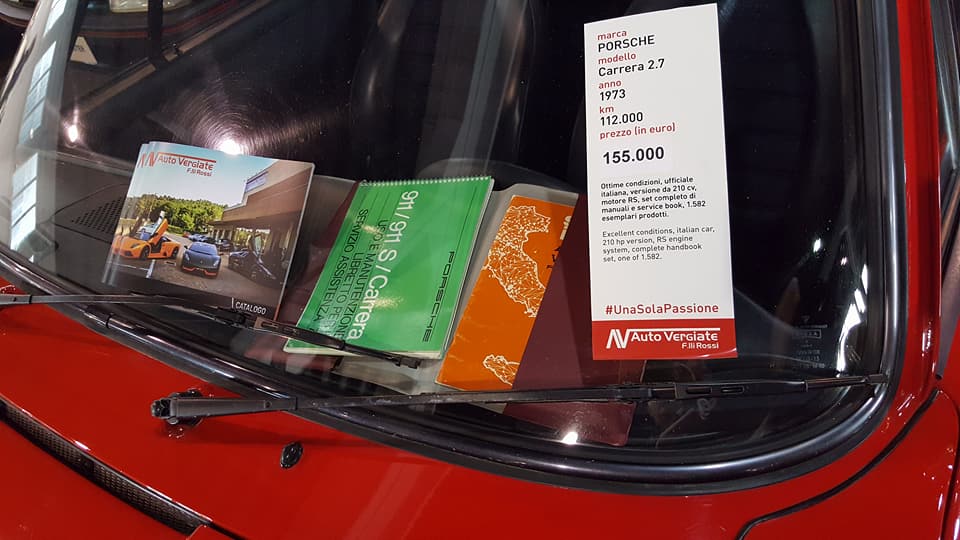 Auto Vergiate
F.lli Rossi
CATALOGO
911/911 S/Carrera
USO E MANUTENZIONE
LIBRETTO PER
SERVIZIO ASSISTENZA
PORSCHE
marca
PORSCHE
modello
Carrera 2.7
anno
1973
km
112.000
prezzo (in euro)
155.000
Ottime condizioni, ufficiale
italiana, versione da 210 cv,
motore RS, set completo di
manuali e service book, 1.582
esemplari prodotti.
Excellent conditions, italian car,
210 hp version, RS engine
system, complete handbook
set, one of 1.582.
#UnaSolaPassione
AV Auto Vergiate
F.lli Rossi